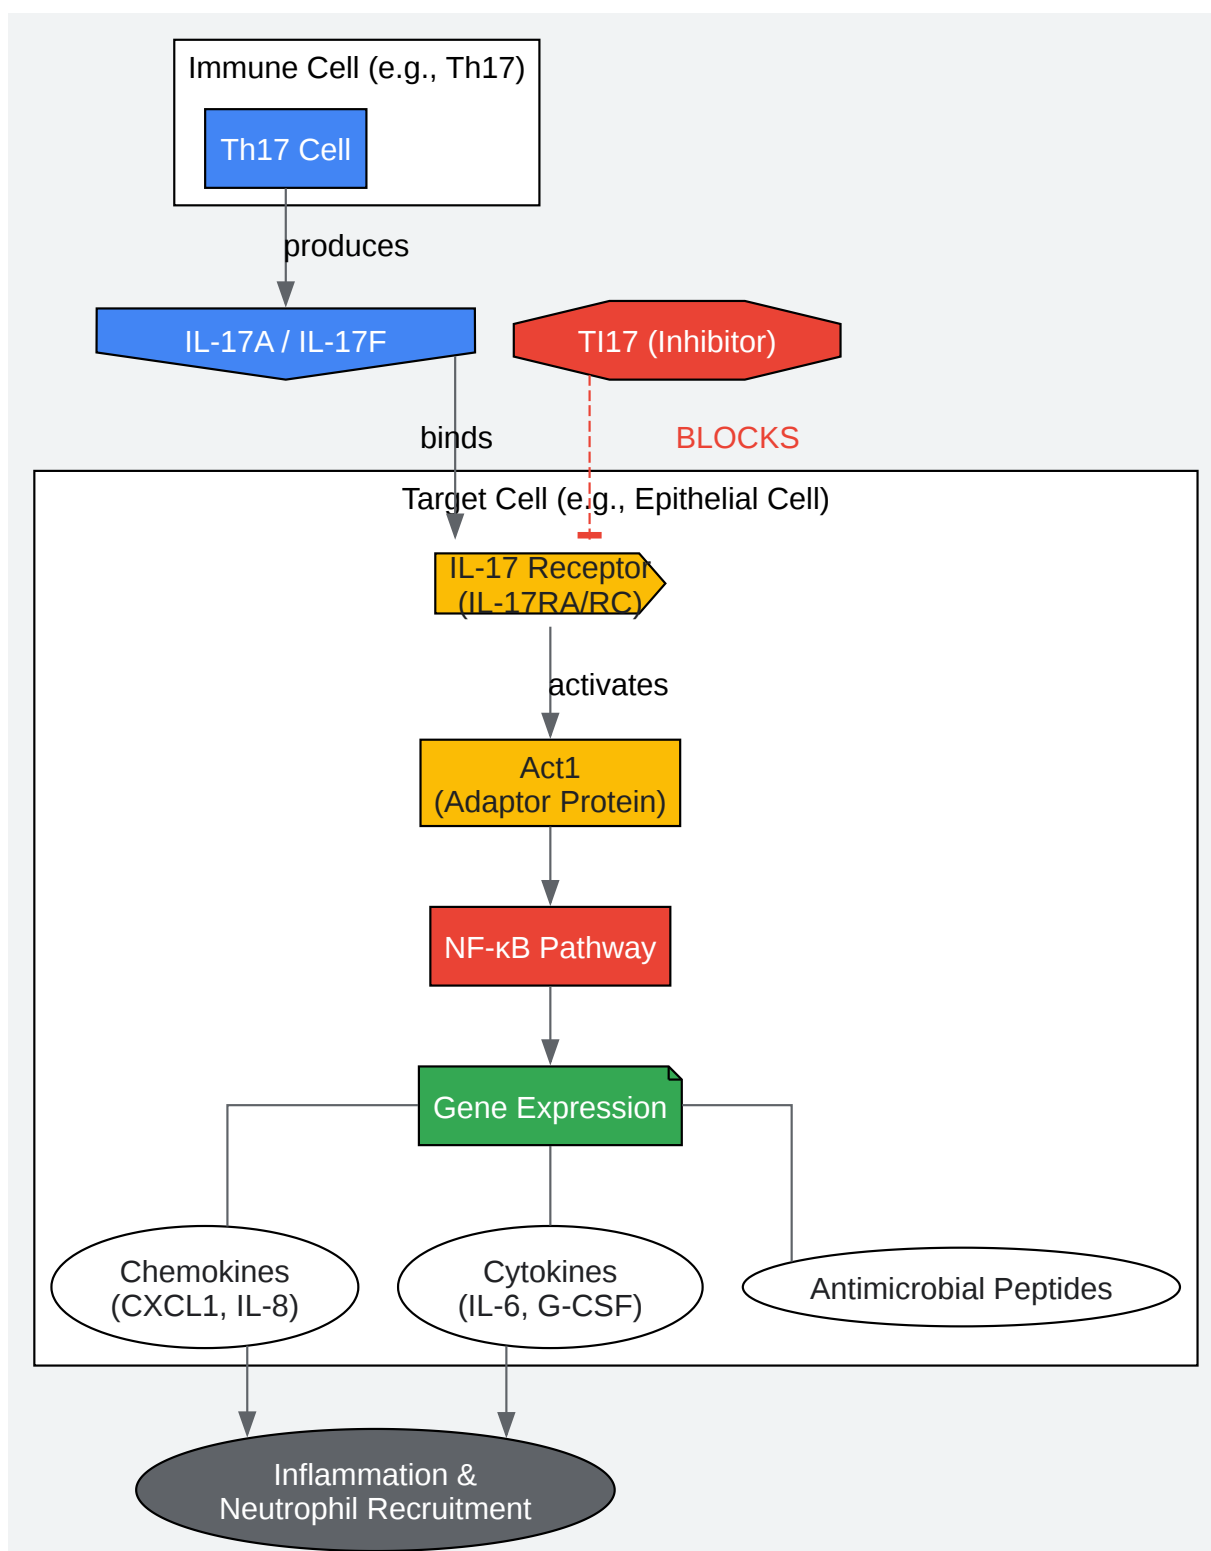 Immune Cell (e.g., Th17)
Th17 Cell
produces
IL-17A / IL-17F
TI17 (Inhibitor)
binds
BLOCKS
Target Cell (e.g., Epithelial Cell)
IL-17 Receptor
(IL-17RA/RC)
activates
Act1
(Adaptor Protein)
NF-κB Pathway
Gene Expression
Chemokines
(CXCL1, IL-8)
Cytokines
(IL-6, G-CSF)
Antimicrobial Peptides
Inflammation &
Neutrophil Recruitment